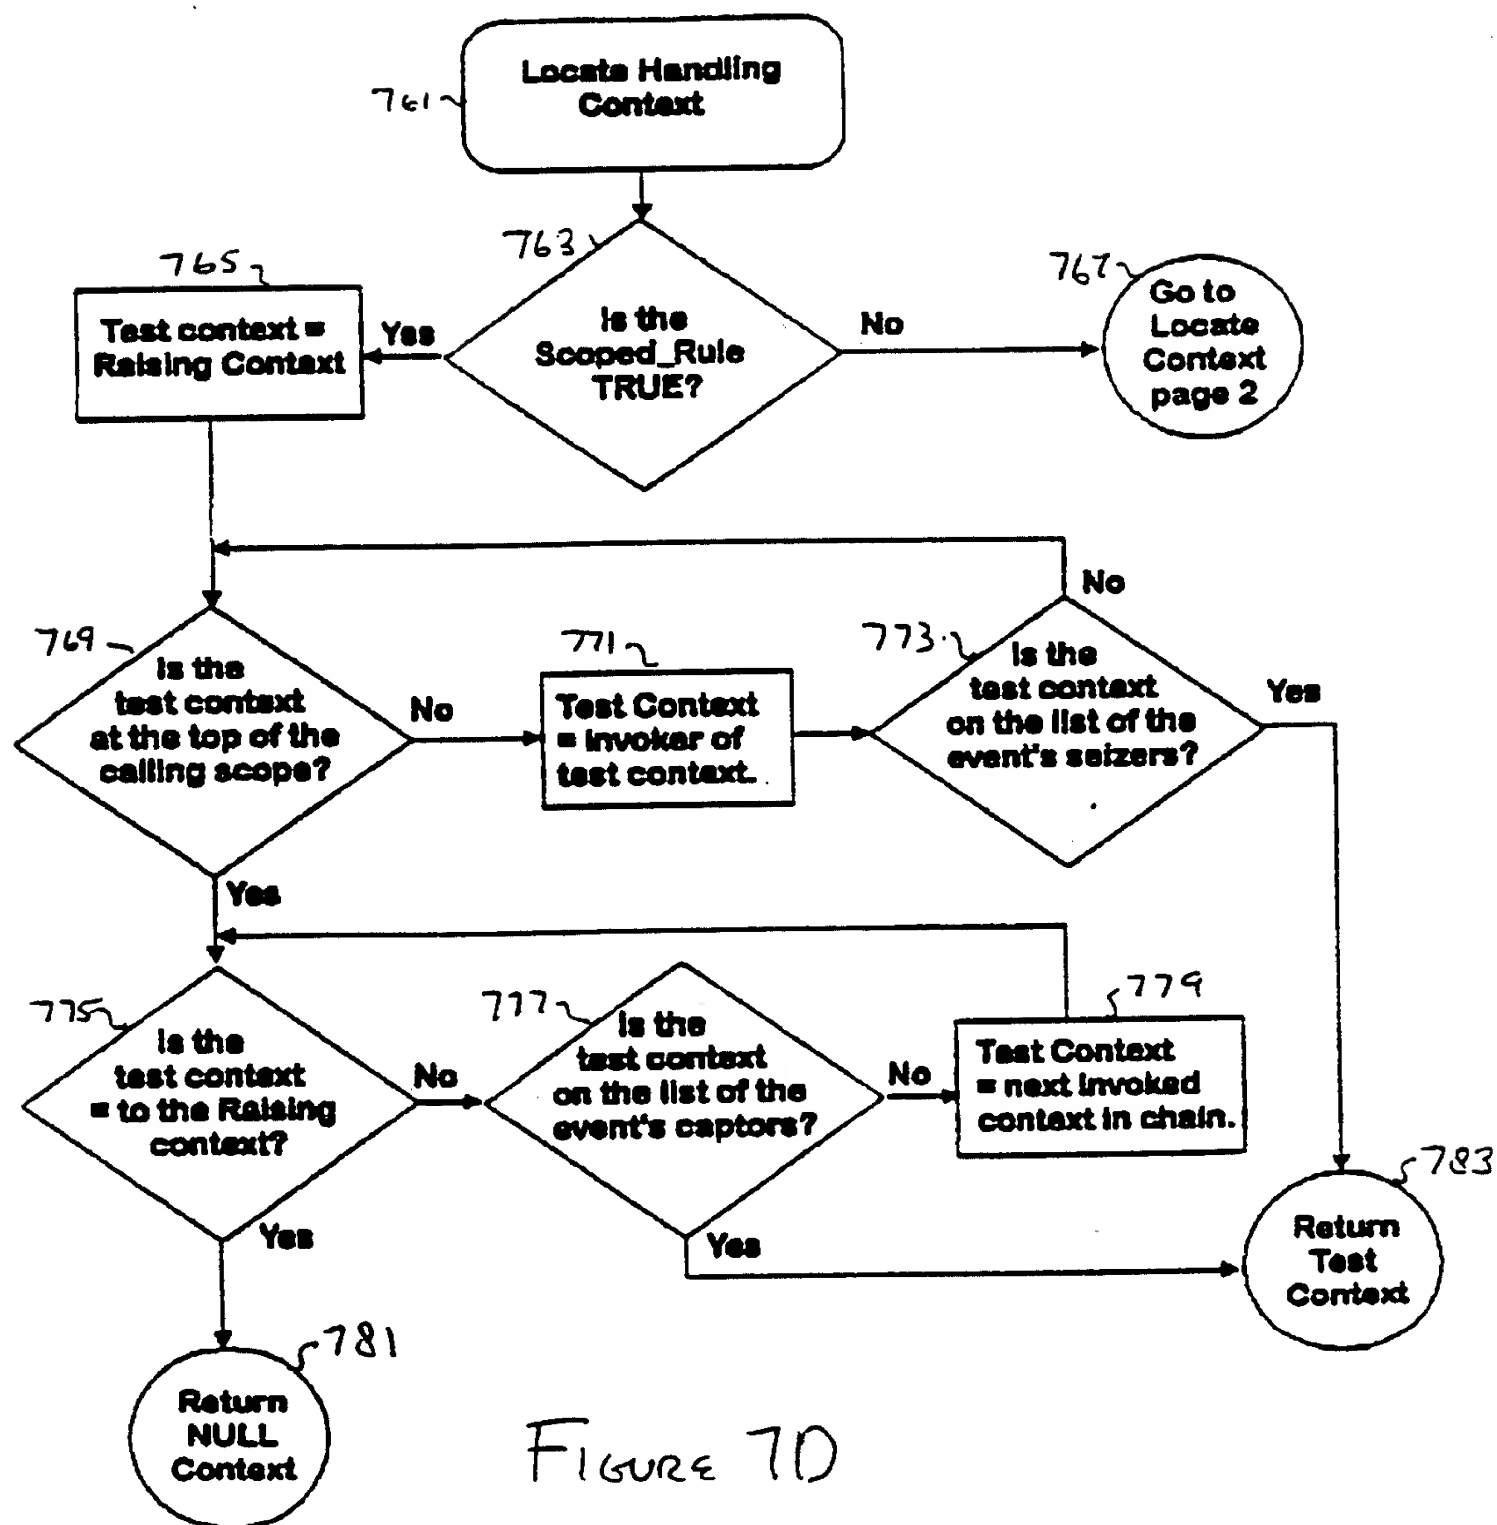 Locate Handling
Context
761
763
765
767
Test context =
Raising Context
Yes
Is the
Scoped_Rule
TRUE?
No
Go to
Locate
Context
page 2
No
769
771
773
Is the
test context
at the top of the
calling scope?
No
Test Context
= invoker of
test context.
Is the
test context
on the list of the
event's seizers?
Yes
Yes
775
777
779
Is the
test context
= to the Raising
context?
No
Is the
test context
on the list of the
event's captors?
No
Test Context
= next invoked
context in chain.
783
Yes
Yes
Return
Test
Context
781
Return
NULL
Context
FIGURE 7D